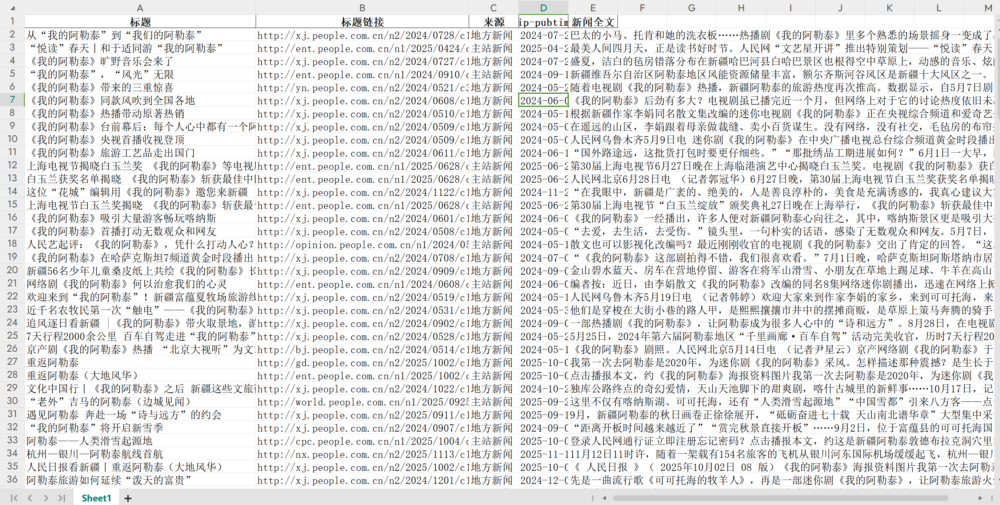 A B C D E F G H I J K L M
1 标题 标题链接 来源 ip-pubtim 新闻全文
2 从“我的阿勒泰”到“我们的阿勒泰” http://xj.people.com.cn/n2/2024/0728/c1 地方新闻 2024-07-2 巴太的小马、托肯和她的洗衣板……热播剧《我的阿勒泰》里多个熟悉的场景摇身一变成了
3 “悦读”春天丨和于适同游“我的阿勒泰” http://ent.people.com.cn/n1/2025/0424/c 主站新闻 2025-04-2 最美人间四月天，正是读书好时节。人民网“文艺星开讲”推出特别策划——“悦读”春天
4 《我的阿勒泰》旷野音乐会来了 http://xj.people.com.cn/n2/2024/0727/c1 地方新闻 2024-07-2 盛夏，洁白的毡房错落分布在新疆哈巴河县白哈巴景区也根得空中草原上，动感的音乐、炫
5 “我的阿勒泰”，“风光”无限 http://ent.people.com.cn/n1/2024/0910/c 主站新闻 2024-09-1 新疆维吾尔自治区阿勒泰地区风能资源储量丰富，额尔齐斯河谷风区是新疆十大风区之一。
6 《我的阿勒泰》带来的三重惊喜 http://yn.people.com.cn/n2/2024/0521/c3 地方新闻 2024-05-2 随着电视剧《我的阿勒泰》热播，新疆阿勒泰的旅游热度再次推高。数据显示，自5月7日剧
7 《我的阿勒泰》同款风吹到全国各地 http://xj.people.com.cn/n2/2024/0608/c1 地方新闻 2024-06-0 《我的阿勒泰》后劲有多大？电视剧虽已播完近一个月，但网络上对于它的讨论热度依旧未
8 《我的阿勒泰》热播带动原著热销 http://xj.people.com.cn/n2/2024/0510/c1 地方新闻 2024-05-1 根据新疆作家李娟同名散文集改编的迷你电视剧《我的阿勒泰》正在央视综合频道和爱奇艺
9 《我的阿勒泰》台前幕后：每个人心中都有一个阿 http://xj.people.com.cn/n2/2024/0509/c1 地方新闻 2024-05-0 在遥远的山区，李娟跟着母亲做裁缝、卖小百货谋生。没有网络，没有社交，毛毡房的布帘
10 《我的阿勒泰》央视首播收视登顶 http://xj.people.com.cn/n2/2024/0509/c1 地方新闻 2024-05-0 人民网乌鲁木齐5月9日电 迷你剧《我的阿勒泰》在中央广播电视总台综合频道黄金时段播出
11 《我的阿勒泰》旅游工艺品走出国门 http://xj.people.com.cn/n2/2024/0611/c1 地方新闻 2024-06-1 “国外路途远，这批货打包时要更仔细些。”“那批绣品工期进展如何？”6月1日一大早，
12 上海电视节揭晓白玉兰奖 《我的阿勒泰》等电视 http://ent.people.com.cn/n1/2025/0628/c 主站新闻 2025-06-2 第30届上海电视节6月27日晚在上海临港演艺中心揭晓白玉兰奖。电视剧《我的阿勒泰》获白
13 白玉兰获奖名单揭晓 《我的阿勒泰》斩获最佳中 http://ent.people.com.cn/n1/2025/0628/c 主站新闻 2025-06-2 人民网北京6月28日电 （记者郭冠华）6月27日晚，第30届上海电视节白玉兰奖获奖名单揭晓
14 这位“花城”编辑用《我的阿勒泰》邀您来新疆 http://xj.people.com.cn/n2/2024/1122/c1 地方新闻 2024-11-2 “在我眼中，新疆是广袤的、绝美的，人是善良淳朴的，美食是充满诱惑的，我真心建议大
15 上海电视节白玉兰奖揭晓 《我的阿勒泰》斩获最 http://ent.people.com.cn/n1/2025/0628/c 主站新闻 2025-06-2 第30届上海电视节“白玉兰绽放”颁奖典礼27日晚在上海举行，《我的阿勒泰》斩获最佳中
16 《我的阿勒泰》吸引大量游客畅玩喀纳斯 http://xj.people.com.cn/n2/2024/0601/c1 地方新闻 2024-06-0 《我的阿勒泰》一经播出，许多人便对新疆阿勒泰心向往之，其中，喀纳斯景区更是吸引大
17 《我的阿勒泰》首播打动无数观众和网友 http://xj.people.com.cn/n2/2024/0508/c1 地方新闻 2024-05-0 “去爱，去生活，去受伤。”镜头里，一句朴实的话语，感染了无数观众和网友。5月7日，
18 人民艺起评：《我的阿勒泰》，凭什么打动人心？ http://opinion.people.com.cn/n1/2024/05 主站新闻 2024-05-1 散文也可以影视化改编吗？最近刚刚收官的电视剧《我的阿勒泰》交出了肯定的回答。“这
19 《我的阿勒泰》在哈萨克斯坦7频道黄金时段播出 http://xj.people.com.cn/n2/2024/0708/c1 地方新闻 2024-07-0 “《我的阿勒泰》这部剧拍得不错，我们很喜欢看。”7月1日晚，哈萨克斯坦阿斯塔纳市居
20 新疆56名少年儿童桑皮纸上共绘《我的阿勒泰》长 http://xj.people.com.cn/n2/2024/0909/c1 地方新闻 2024-09-0 金山碧水蓝天、房车在营地停留、游客在将军山滑雪、小朋友在草地上踢足球、牛羊在高山
21 网络剧《我的阿勒泰》何以治愈我们的心灵 http://ent.people.com.cn/n1/2024/0608/c 主站新闻 2024-06-0 编者按：近日，由李娟散文《我的阿勒泰》改编的同名8集网络迷你剧播出，迅速在网络上掀
22 欢迎来到“我的阿勒泰”！新疆富蕴夏牧场旅游线 http://xj.people.com.cn/n2/2024/0519/c1 地方新闻 2024-05-1 人民网乌鲁木齐5月19日电 （记者韩婷）欢迎大家来到作家李娟的家乡，来到可可托海，来
23 近千名农牧民第一次“触电”——《我的阿勒泰》 http://xj.people.com.cn/n2/2024/0531/c1 地方新闻 2024-05-3 他们是穿梭在大街小巷的路人甲，是熙熙攘攘市井中的摆摊商贩，是草原上策马奔腾的骑手
24 追风逐日看新疆 │《我的阿勒泰》带火取景地，游 http://xj.people.com.cn/n2/2024/0902/c1 地方新闻 2024-09-0 一部热播剧《我的阿勒泰》，让阿勒泰成为很多人心中的“诗和远方”。8月28日，在电视剧
25 7天行程2000余公里 百车自驾走进“我的阿勒泰” http://xj.people.com.cn/n2/2024/0528/c1 地方新闻 2024-05-2 5月25日，2024年第六届阿勒泰地区“千里画廊·百车自驾”活动完美收官，历时7天行程20
26 京产剧《我的阿勒泰》热播 “北京大视听”为文 http://bj.people.com.cn/n2/2024/0514/c1 地方新闻 2024-05-1 《我的阿勒泰》剧照。人民网北京5月14日电 （记者尹星云）京产网络剧《我的阿勒泰》于
27 重返阿勒泰 http://gd.people.com.cn/n2/2025/1002/c1 地方新闻 2025-10-0 我第一次去阿勒泰是2020年，为迷你剧《我的阿勒泰》采风。怎样描述那种震撼？是生长于
28 重返阿勒泰（大地风华） http://ent.people.com.cn/n1/2025/1002/c 主站新闻 2025-10-0 点击播报本文，约《我的阿勒泰》海报资料图片我第一次去阿勒泰是2020年，为迷你剧《我
29 文化中国行丨《我的阿勒泰》之后 新疆这些文旅 http://xj.people.com.cn/n2/2024/1022/c1 地方新闻 2024-10-2 独库公路终点的奇幻爱情，天山天池脚下的甜爽剧，喀什古城里的新鲜事……10月17日，记
30 “老外”吉马的阿勒泰（边城见闻） http://world.people.com.cn/n1/2025/0925 主站新闻 2025-09-2 这里不仅有喀纳斯湖、可可托海，还有“人类滑雪起源地”“中国雪都”引来八方客——点
31 遇见阿勒泰 奔赴一场“诗与远方”的约会 http://xj.people.com.cn/n2/2025/0911/c1 地方新闻 2025-09-1 9月，新疆阿勒泰的秋日画卷正徐徐展开，“砥砺奋进七十载 天山南北谱华章”大型集中采
32 “我的阿勒泰”将开启新雪季 http://xj.people.com.cn/n2/2024/0907/c1 地方新闻 2024-09-0 “距离开板时间越来越近了”“赏完秋景直接开板”……9月2日，位于富蕴县的可可托海国
33 阿勒泰——人类滑雪起源地 http://cpc.people.com.cn/n1/2025/1004/c 主站新闻 2025-10-0 登录人民网通行证立即注册忘记密码？点击播报本文，约这是新疆阿勒泰敦德布拉克洞穴里
34 杭州—银川—阿勒泰航线首航 http://nx.people.com.cn/n2/2025/1113/c1 地方新闻 2025-11-1 11月12日11时许，随着一架载有154名旅客的飞机从银川河东国际机场缓缓起飞，杭州—银川
35 人民日报看新疆丨重返阿勒泰（大地风华） http://xj.people.com.cn/n2/2025/1002/c1 地方新闻 2025-10-0 《 人民日报 》（ 2025年10月02日 08 版）《我的阿勒泰》海报资料图片我第一次去阿勒泰
36 阿勒泰旅游如何延续“泼天的富贵” http://xj.people.com.cn/n2/2024/1201/c1 地方新闻 2024-12-0 先是一曲流行歌《可可托海的牧羊人》，再是一部迷你剧《我的阿勒泰》，让阿勒泰旅游火
Sheet1